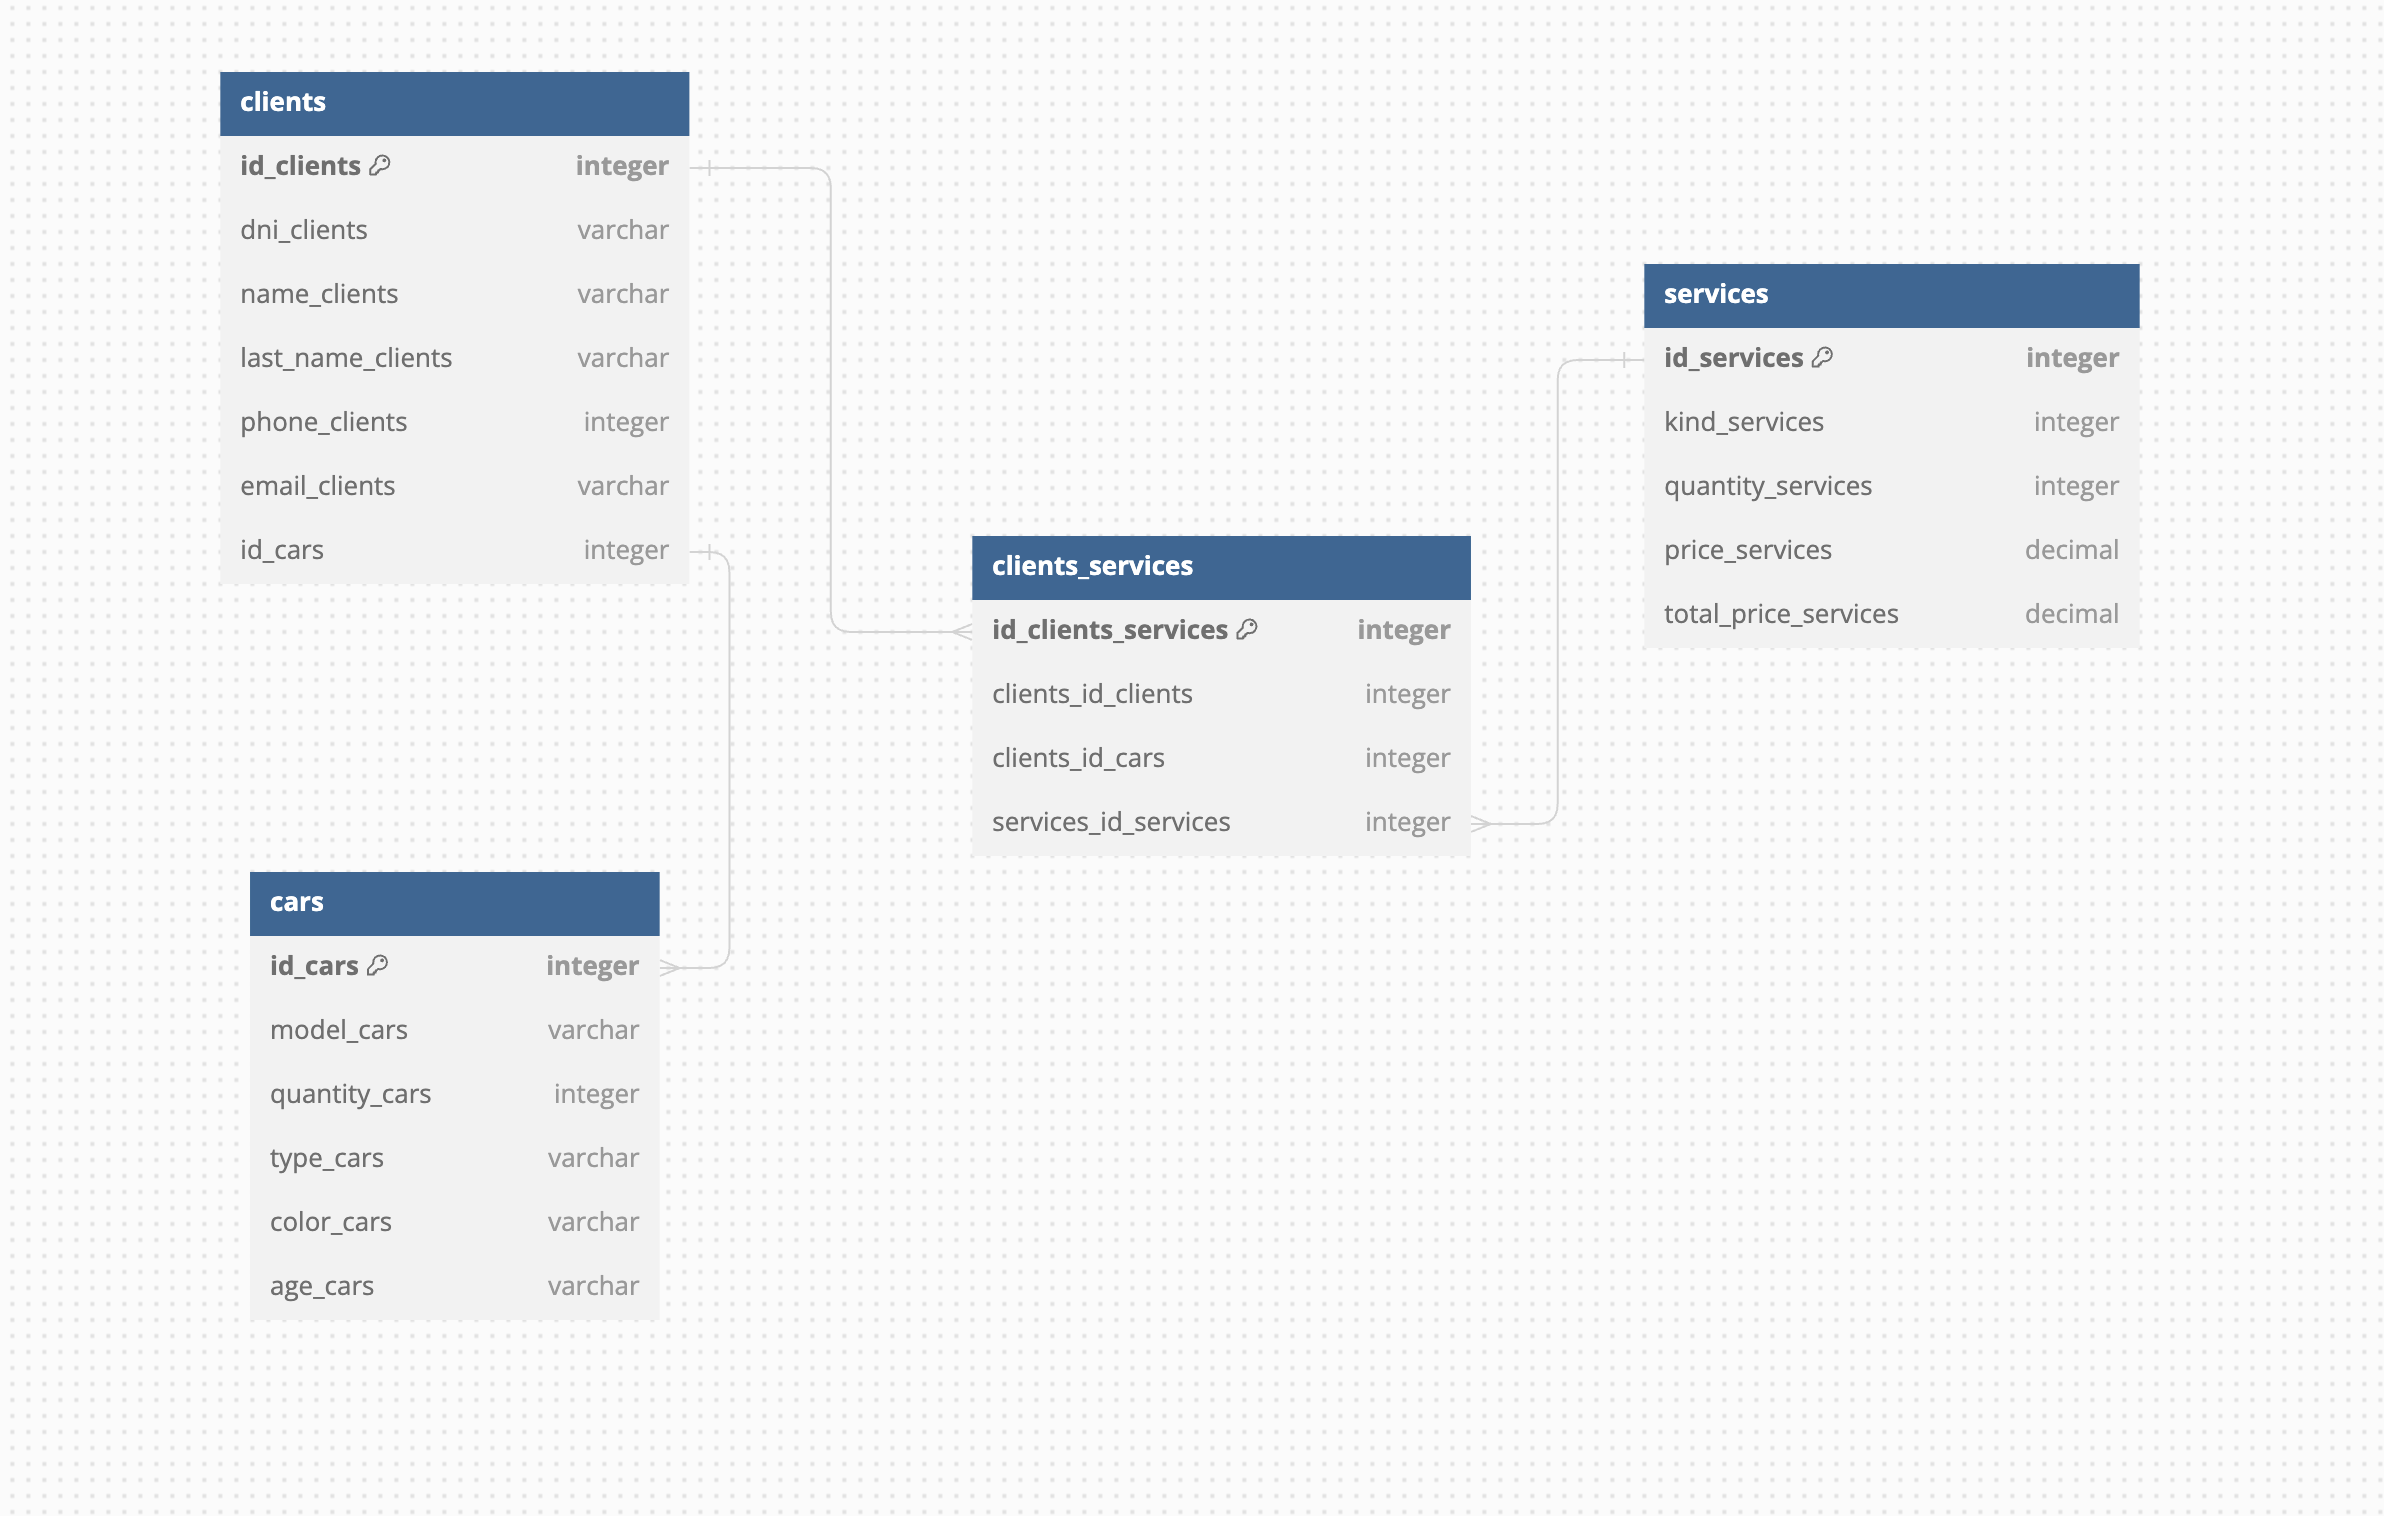 clients
id_clients integer
dni_clients varchar
name_clients varchar
last_name_clients varchar
phone_clients integer
email_clients varchar
id_cars integer
services
id_services integer
kind_services integer
quantity_services integer
price_services decimal
total_price_services decimal
clients_services
id_clients_services integer
clients_id_clients integer
clients_id_cars integer
services_id_services integer
cars
id_cars integer
model_cars varchar
quantity_cars integer
type_cars varchar
color_cars varchar
age_cars varchar